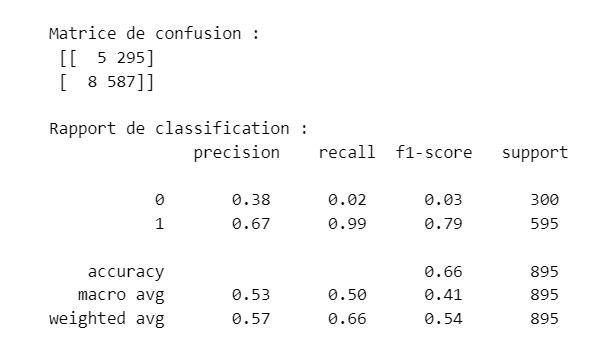 Matrice de confusion :
[[ 5 295]
[ 8 587]]
Rapport de classification :
precision recall f1-score support
0 0.38 0.02 0.03 300
1 0.67 0.99 0.79 595
accuracy 0.66 895
macro avg 0.53 0.50 0.41 895
weighted avg 0.57 0.66 0.54 895